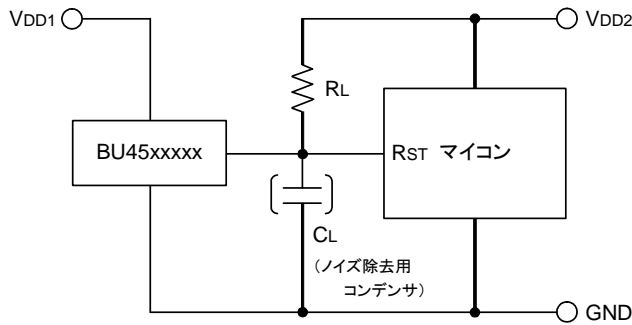 VDD1
VDD2
RL
BU45xxxxx
RST マイコン
CL
（ノイズ除去用
コンデンサ）
GND